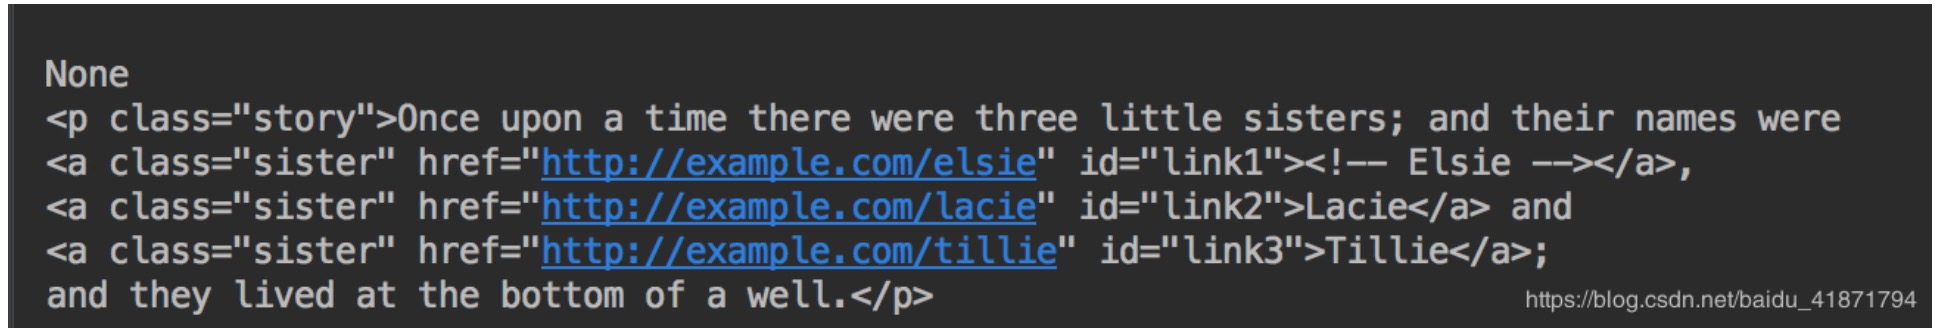 None
<p class="story">Once upon a time there were three little sisters; and their names were
<a class="sister" href="http://example.com/elsie" id="link1"><!-- Elsie --></a>,
<a class="sister" href="http://example.com/lacie" id="link2">Lacie</a> and
<a class="sister" href="http://example.com/tillie" id="link3">Tillie</a>;
and they lived at the bottom of a well.</p>
https://blog.csdn.net/baidu_41871794